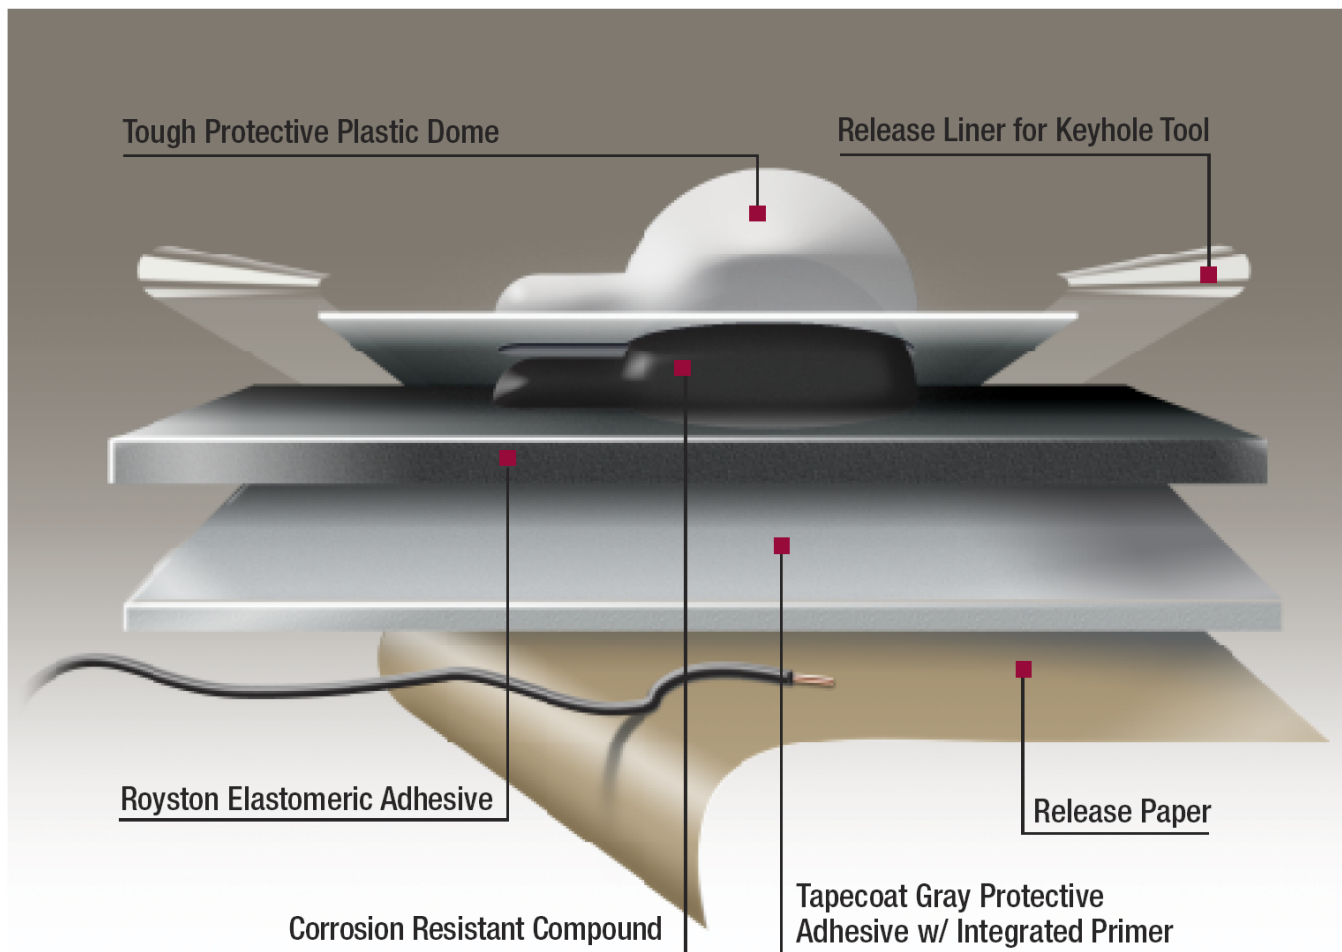 Tough Protective Plastic Dome
Release Liner for Keyhole Tool
Royston Elastomeric Adhesive
Release Paper
Corrosion Resistant Compound
Tapecoat Gray Protective
Adhesive w/ Integrated Primer